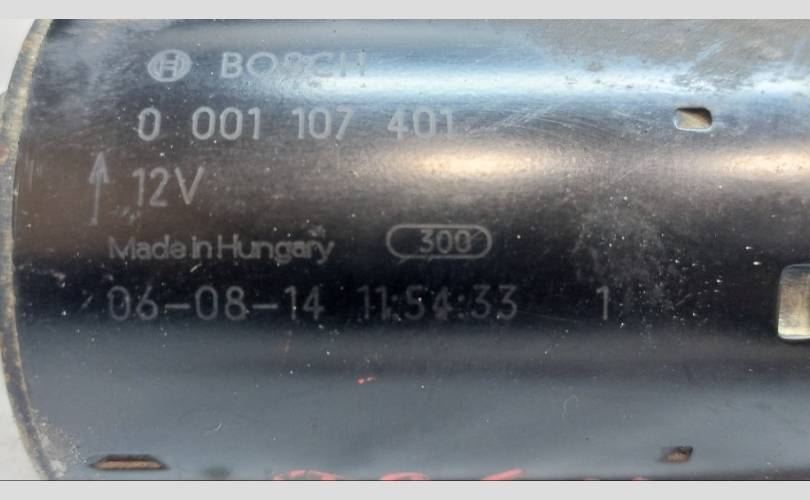 BOSCH
0 001 107 401
12V
Made in Hungary 300
06-08-14 11:54:33 1